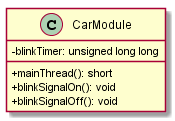 C CarModule
-blinkTimer: unsigned long long
+mainThread(): short
+blinkSignalOn(): void
+blinkSignalOff(): void